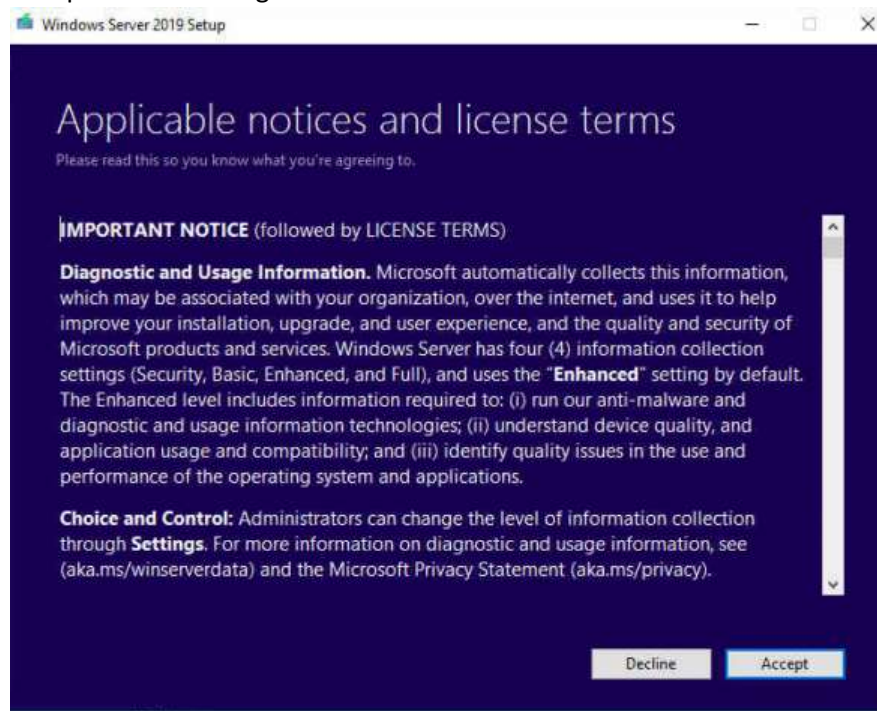 Windows Server 2019 Setup
Applicable notices and license terms
Please read this so you know what you're agreeing to.
IMPORTANT NOTICE (followed by LICENSE TERMS)
Diagnostic and Usage Information. Microsoft automatically collects this information,
which may be associated with your organization, over the internet, and uses it to help
improve your installation, upgrade, and user experience, and the quality and security of
Microsoft products and services. Windows Server has four (4) information collection
settings (Security, Basic, Enhanced, and Full), and uses the "Enhanced" setting by default.
The Enhanced level includes information required to: (i) run our anti-malware and
diagnostic and usage information technologies; (ii) understand device quality, and
application usage and compatibility; and (iii) identify quality issues in the use and
performance of the operating system and applications.
Choice and Control: Administrators can change the level of information collection
through Settings. For more information on diagnostic and usage information, see
(aka.ms/winserverdata) and the Microsoft Privacy Statement (aka.ms/privacy).
Decline Accept